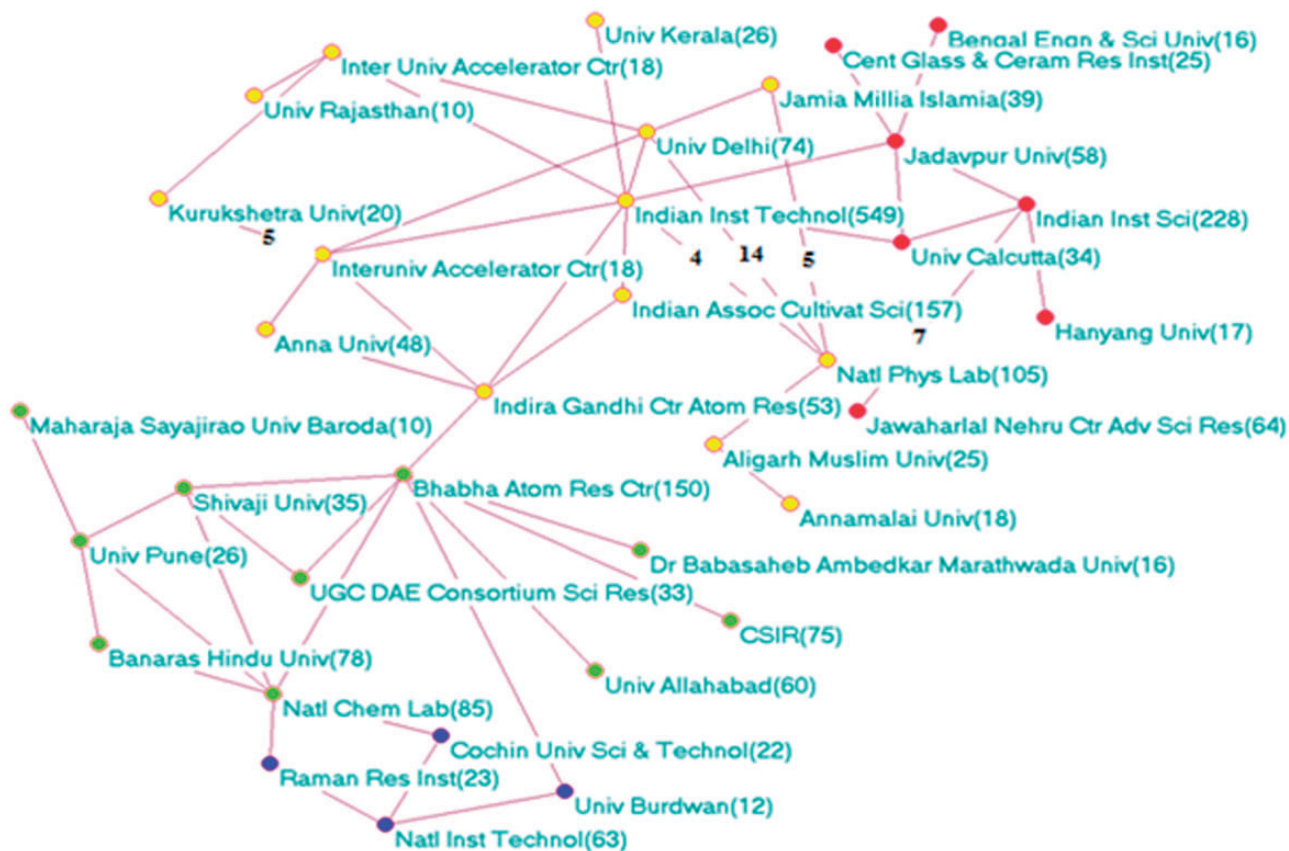 Univ Kerala(26)
Bengal Engn & Sci Univ(16)
Cent Glass & Ceram Res Inst(25)
Inter Univ Accelerator Ctr(18)
Jamia Millia Islamia(39)
Univ Rajasthan(10)
Univ Delhi(74)
Jadavpur Univ(58)
Kurukshetra Univ(20)
Indian Inst Technol(549)
Indian Inst Sci(228)
5
4
14
5
Univ Calcutta(34)
Interuniv Accelerator Ctr(18)
Indian Assoc Cultivat Sci(157)
7
Hanyang Univ(17)
Anna Univ(48)
Natl Phys Lab(105)
Indira Gandhi Ctr Atom Res(53)
Maharaja Sayajirao Univ Baroda(10)
Jawaharlal Nehru Ctr Adv Sci Res(64)
Aligarh Muslim Univ(25)
Bhabha Atom Res Ctr(150)
Shivaji Univ(35)
Annamalai Univ(18)
Univ Pune(26)
Dr Babasaheb Ambedkar Marathwada Univ(16)
UGC DAE Consortium Sci Res(33)
CSIR(75)
Banaras Hindu Univ(78)
Univ Allahabad(60)
Natl Chem Lab(85)
Cochin Univ Sci & Technol(22)
Raman Res Inst(23)
Univ Burdwan(12)
Natl Inst Technol(63)